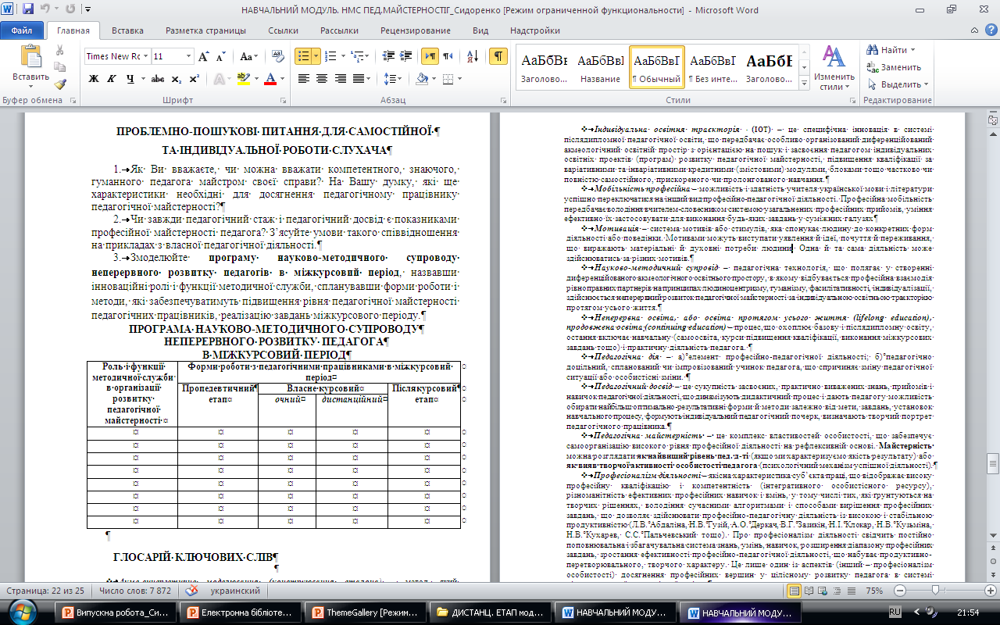 НАВЧАЛЬНИЙ МОДУЛЬ. НМС ПЕД.МАЙСТЕРНОСТІГ_Сидоренко [Режим ограниченной функциональности] - Microsoft Word
Файл Главная Вставка Разметка страницы Ссылки Рассылки Рецензирование Вид Надстройки
Вставить
Times New Ro 11
Буфер обмена Шрифт Абзац Стили Редактирование
АаБбВв АаБбВвІ АаБбВвГ АаБбВвГ АаБбЕ
Заголово... Название ¶ Обычный ¶ Без инте... Заголово...
Изменить стили
Найти
Заменить
Выделить
ПРОБЛЕМНО-ПОШУКОВІ ПИТАННЯ ДЛЯ САМОСТІЙНОЇ ¶
ТА ІНДИВІДУАЛЬНОЇ РОБОТИ СЛУХАЧА¶
1.→Як Ви вважаєте, чи можна вважати компетентного, знаючого,
гуманного педагога майстром своєї справи? На Вашу думку, які ще
характеристики необхідні для досягнення педагогічному працівнику
педагогічної майстерності?¶
2.→Чи завжди педагогічний стаж і педагогічний досвід є показниками
професійної майстерності педагога? З’ясуйте умови такого співвідношення
на прикладах з власної педагогічної діяльності.¶
3.→Змоделюйте програму науково-методичного супроводу
неперервного розвитку педагогів в міжкурсовий період, назвавши
інноваційні ролі і функції методичної служби, спланувавши форми роботи і
методи, які забезпечуватимуть підвищення рівня педагогічної майстерності
педагогічних працівників, реалізацію завдань міжкурсового періоду.¶
ПРОГРАМА НАУКОВО-МЕТОДИЧНОГО СУПРОВОДУ¶
НЕПЕРЕРВНОГО РОЗВИТКУ ПЕДАГОГА¶
В МІЖКУРСОВИЙ ПЕРІОД¶
Роль і функції методичної служби в організації розвитку педагогічної майстерності ¤
Форми роботи з педагогічними працівниками в міжкурсовий період¤
Пропедевтичний¶ етап¤
Власне курсовий¤
очний¤ дистанційний¤
Післякурсовий¶ етап¤
¶
ГЛОСАРІЙ КЛЮЧОВИХ СЛІВ¶
¶
Індивідуальна освітня траєкторія - (ІОТ) – це специфічна інновація в системі
післядипломної педагогічної освіти, що передбачає особливо організований диференційований
акмеологічний освітній простір з орієнтацією на пошук і засвоєння педагогом індивідуальних
освітніх проектів (програм) розвитку педагогічної майстерності, підвищення кваліфікації за
варіативними та інваріативними кредитними (змістовими) модулями, блоками тощо частково чи
повністю самостійного, прискореного чи пролонгованого навчання.¶
Мобільність професійна – можливість і здатність учителя української мови і літератури
успішно переключатися на інший вид професійно-педагогічної діяльності. Професійна мобільність
передбачає володіння вчителем-словесником системою узагальнених професійних прийомів, уміння
ефективно їх застосовувати для виконання будь-яких завдань у суміжних галузях¶
Мотивація – система мотивів або стимулів, яка спонукає людину до конкретних форм
діяльності або поведінки. Мотивами можуть виступати уявлення й ідеї, почуття й переживання,
що виражають матеріальні й духовні потреби людини Одна й та сама діяльність може
здійснюватись за різних мотивів.¶
Науково-методичний супровід – педагогічна технологія, що полягає у створенні
диференційованого акмеологічного освітнього простору, в якому відбувається професійна взаємодія
рівноправних партнерів на принципах людиноцентризму, гуманізму, фасилітативності, індивідуалізації,
здійснюється неперервний розвиток педагогічної майстерності за індивідуальною освітньою траєкторією
протягом усього життя.¶
Неперервна освіта, або освіта протягом усього життя (lifelong education),
продовжена освіта (continuing education) – процес, що охоплює базову і післядипломну освіту,
остання включає навчальну (самоосвіта, курси підвищення кваліфікації, виконання міжкурсових
завдань тощо) і практичну діяльність педагога. ¶
Педагогічна дія – а)°елемент професійно-педагогічної діяльності; б)°педагогічно
доцільний, спланований чи імпровізований учинок педагога, що спричиняє зміну педагогічної
ситуації або особистісні зміни. ¶
Педагогічний досвід – це сукупність засвоєних, практично виважених знань, прийомів і
навичок педагогічної діяльності, що динамізують дидактичний процес і дають педагогу можливість
обирати найбільш оптимально-результативні форми й методи залежно від мети, завдань, установок
навчального процесу, формують індивідуальний педагогічний почерк, визначають творчий портрет
педагогічного працівника.¶
Педагогічна майстерність – це комплекс властивостей особистості, що забезпечує
самоорганізацію високого рівня професійної діяльності на рефлексивній основі. Майстерність
можна розглядати як найвищий рівень пед. д-ті (якщо ми характеризуємо якість результату) або
як вияв творчої активності особистості педагога (психологічний механізм успішної діяльності).¶
Професіоналізм діяльності – якісна характеристика суб’єкта праці, що відображає високу
професійну кваліфікацію і компетентність (інтегративного особистісного ресурсу),
різноманітність ефективних професійних навичок і вмінь, у тому числі тих, які ґрунтуються на
творчих рішеннях, володіння сучасними алгоритмами і способами вирішення професійних
завдань, що дозволяє здійснювати професійно-педагогічну діяльність із високою і стабільною
продуктивністю (Л.В.°Абдаліна, Н.В.°Гузій, А.О.°Деркач, В.Г.°Зазикін, Н.І.°Клокар, Н.В.°Кузьміна,
Н.В.°Кухарев, С.С.°Пальчевський тощо). Про професіоналізм діяльності свідчить постійно
поповнювальна і збагачувальна система знань, умінь, навичок, розширення діапазону професійних
завдань, зростання ефективності професійно-педагогічної діяльності, що набуває продуктивно-
перетворювального, творчого характеру. Це лише один із аспектів (інший – професіоналізм
особистості) досягнення професійних вершин у цілісному розвитку педагога в системі
Страница: 22 из 25 Число слов: 7 872 украинский 75%
Випускна робота_Си... Електронна бібліоте... ThemeGallery [Режим... ДИСТАНЦ. ЕТАП мод... НАВЧАЛЬНИЙ МОДУ... НАВЧАЛЬНИЙ МОДУ... RU 21:54